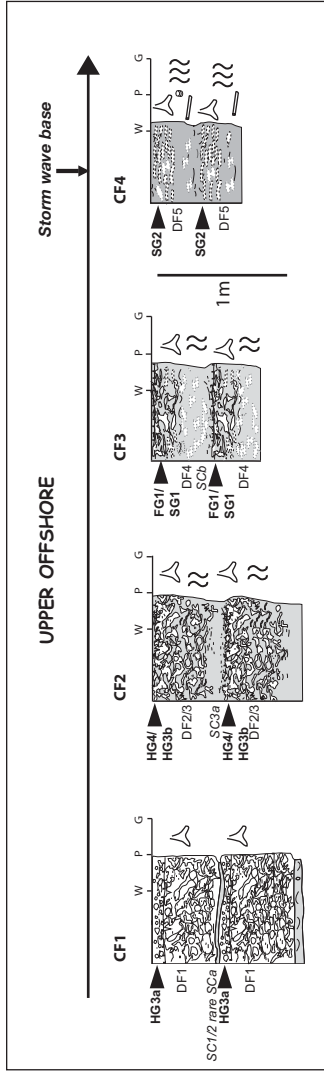 UPPER OFFSHORE
Storm wave base
CF1
W P G
HG3a
DF1
SC1/2 rare SCa
HG3a
DF1
CF2
W P G
HG4/
HG3b
DF2/3
SC3a
HG4/
HG3b
DF2/3
CF3
W P G
FG1/
SG1
DF4
SCb
FG1/
SG1
DF4
CF4
W P G
SG2
DF5
SG2
DF5
1m